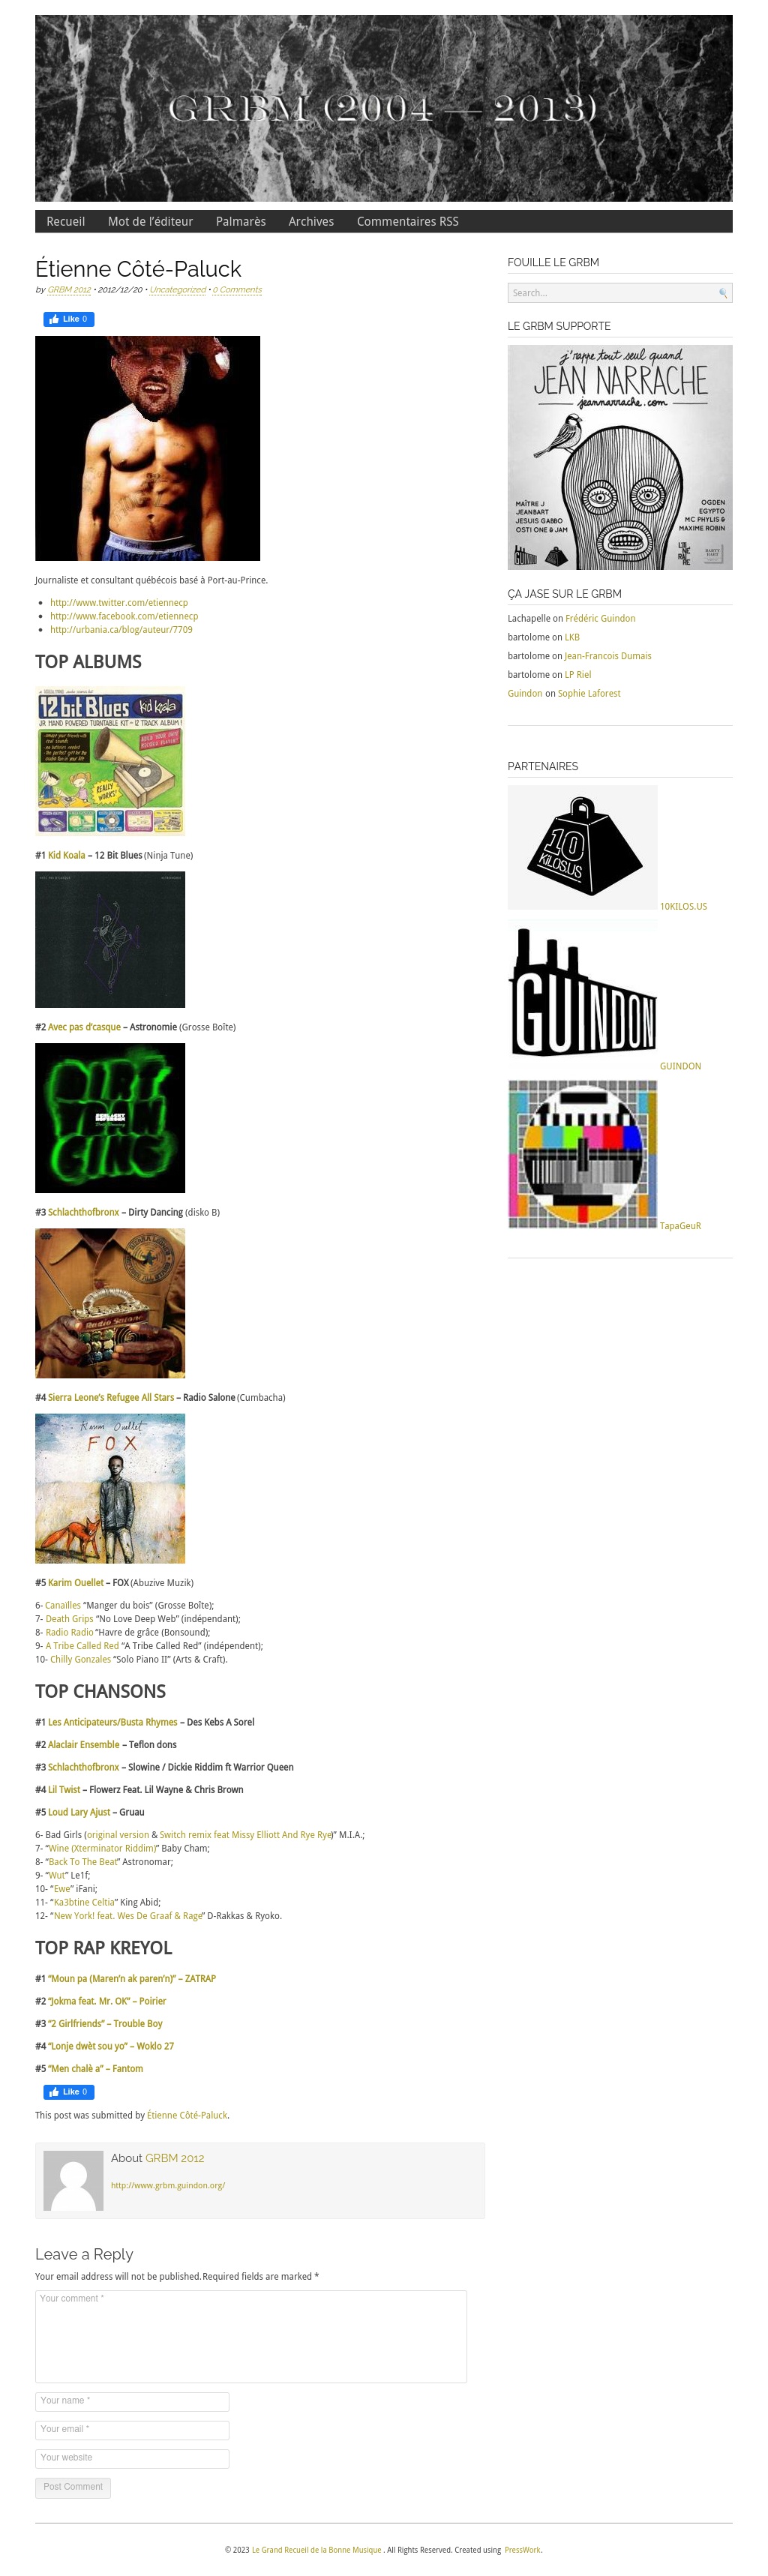 GRBM (2004 — 2013)
Recueil Mot de l'éditeur Palmarès Archives Commentaires RSS
Étienne Côté-Paluck
by GRBM 2012 • 2012/12/20 • Uncategorized • 0 Comments
Like 0
Journaliste et consultant québécois basé à Port-au-Prince.
http://www.twitter.com/etiennecp
http://www.facebook.com/etiennecp
http://urbania.ca/blog/auteur/7709
TOP ALBUMS
12 bit Blues kid koala
JR. HAND POWERED TURNTABLE KIT – 12 TRACK ALBUM!
REALLY WORKS!
#1 Kid Koala – 12 Bit Blues (Ninja Tune)
#2 Avec pas d'casque – Astronomie (Grosse Boîte)
DIRT
Y DAN
CING
#3 Schlachthofbronx – Dirty Dancing (disko B)
Radio Salone
#4 Sierra Leone's Refugee All Stars – Radio Salone (Cumbacha)
Karim Ouellet
FOX
#5 Karim Ouellet – FOX (Abuzive Muzik)
6- Canailles “Manger du bois” (Grosse Boîte);
7- Death Grips “No Love Deep Web” (indépendant);
8- Radio Radio “Havre de grâce (Bonsound);
9- A Tribe Called Red “A Tribe Called Red” (indépendent);
10- Chilly Gonzales “Solo Piano II” (Arts & Craft).
TOP CHANSONS
#1 Les Anticipateurs/Busta Rhymes – Des Kebs A Sorel
#2 Alaclair Ensemble – Teflon dons
#3 Schlachthofbronx – Slowine / Dickie Riddim ft Warrior Queen
#4 Lil Twist – Flowerz Feat. Lil Wayne & Chris Brown
#5 Loud Lary Ajust – Gruau
6- Bad Girls (original version & Switch remix feat Missy Elliott And Rye Rye)” M.I.A.;
7- “Wine (Xterminator Riddim)” Baby Cham;
8- “Back To The Beat” Astronomar;
9- “Wut” Le1f;
10- “Ewe” iFani;
11- “Ka3btine Celtia” King Abid;
12- “New York! feat. Wes De Graaf & Rage” D-Rakkas & Ryoko.
TOP RAP KREYOL
#1 “Moun pa (Maren’n ak paren’n)” – ZATRAP
#2 “Jokma feat. Mr. OK” – Poirier
#3 “2 Girlfriends” – Trouble Boy
#4 “Lonje dwèt sou yo” – Woklo 27
#5 “Men chalè a” – Fantom
Like 0
This post was submitted by Étienne Côté-Paluck.
About GRBM 2012
http://www.grbm.guindon.org/
Leave a Reply
Your email address will not be published.Required fields are marked *
Your comment *
Your name *
Your email *
Your website
Post Comment
FOUILLE LE GRBM
Search...
LE GRBM SUPPORTE
j'rappe tout seul quand
JEAN NARRACHE
jeannarrache.com
MAÎTRE J
JEANBART
JESUS GABBO
OSTI ONE & JAM
OGDEN
EGYPTO
MC PHYLIS &
MAXIME ROBIN
GUINDON
ÇA JASE SUR LE GRBM
Lachapelle on Frédéric Guindon
bartolome on LKB
bartolome on Jean-Francois Dumais
bartolome on LP Riel
Guindon on Sophie Laforest
PARTENAIRES
10
KILOS.US
10KILOS.US
GUINDON
GUINDON
TapaGeuR
© 2023 Le Grand Recueil de la Bonne Musique . All Rights Reserved. Created using PressWork.